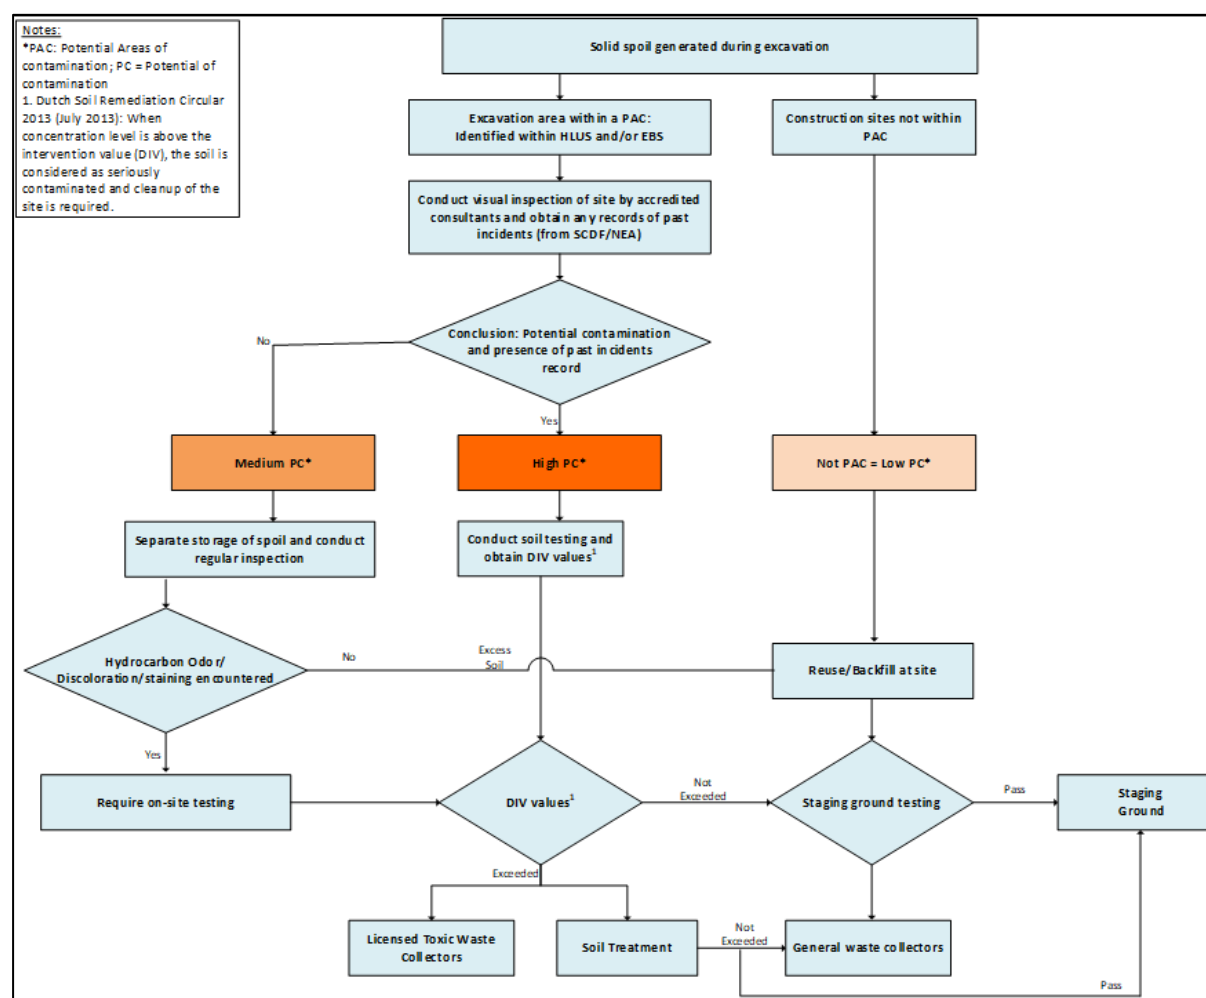 Notes:
*PAC: Potential Areas of
contamination; PC = Potential of
contamination
1. Dutch Soil Remediation Circular
2013 (July 2013): When
concentration level is above the
intervention value (DIV), the soil is
considered as seriously
contaminated and cleanup of the
site is required.
Solid spoil generated during excavation
Excavation area within a PAC:
Identified within HLUS and/or EBS
Construction sites not within
PAC
Conduct visual inspection of site by accredited
consultants and obtain any records of past
incidents (from SCDF/NEA)
Conclusion: Potential contamination
and presence of past incidents
record
No
Yes
Medium PC*
High PC*
Not PAC = Low PC*
Separate storage of spoil and conduct
regular inspection
Conduct soil testing and
obtain DIV values1
Hydrocarbon Odor/
Discoloration/staining encountered
No
Excess
Soil
Reuse/Backfill at site
Yes
Require on-site testing
DIV values1
Not
Exceeded
Staging ground testing
Pass
Staging
Ground
Exceeded
Licensed Toxic Waste
Collectors
Soil Treatment
Not
Exceeded
General waste collectors
Pass